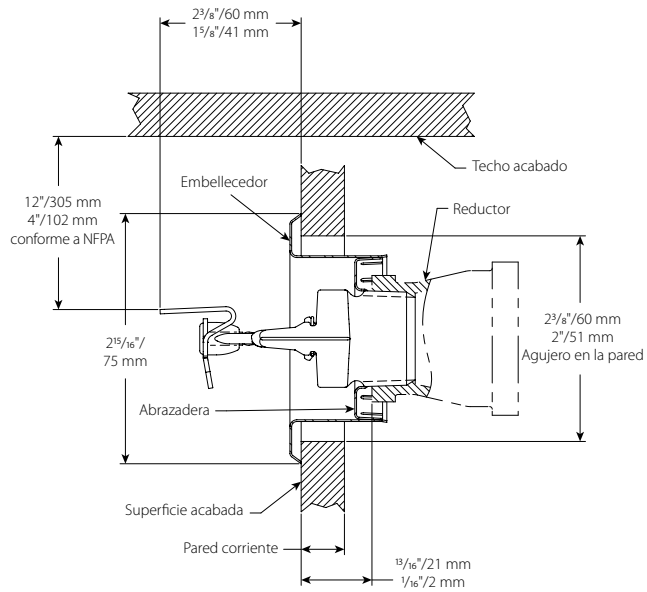 2³/₈"/60 mm
1⁵/₈"/41 mm
Techo acabado
Embellecedor
12"/305 mm
4"/102 mm
conforme a NFPA
Reductor
2¹⁵/₁₆"/
75 mm
2³/₈"/60 mm
2"/51 mm
Agujero en la pared
Abrazadera
Superficie acabada
Pared corriente
¹³/₁₆"/21 mm
¹/₁₆"/2 mm